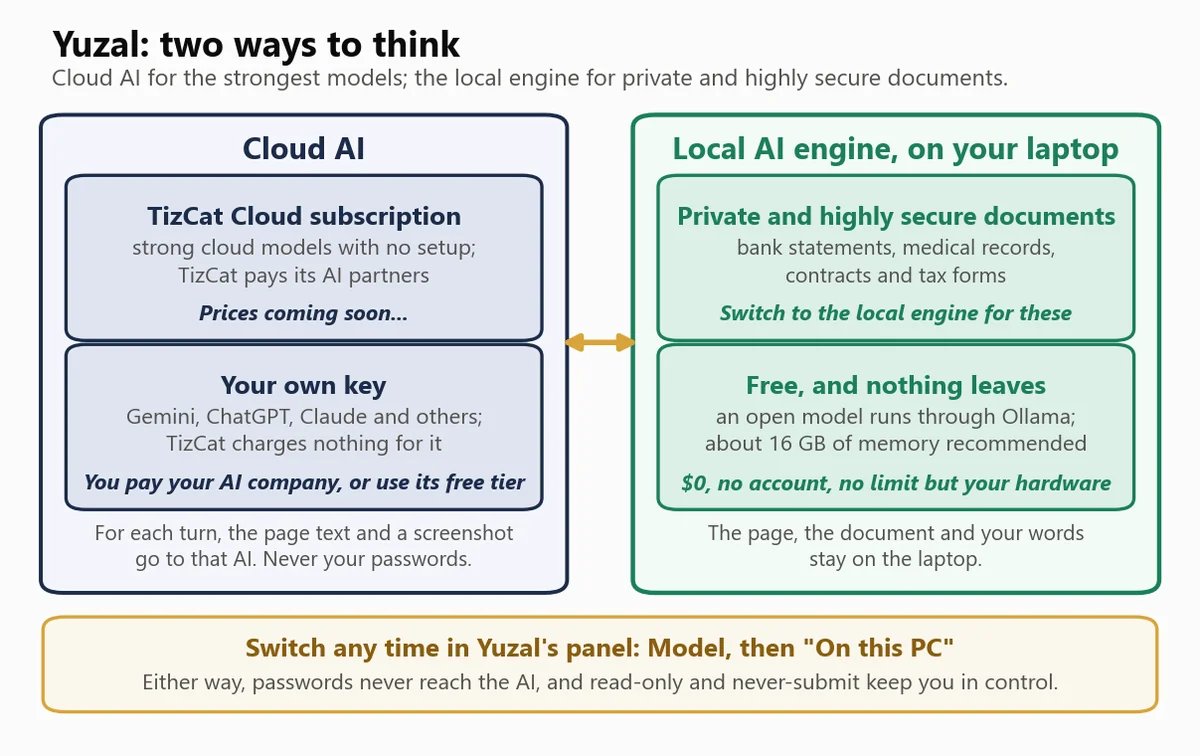 Yuzal: two ways to think
Cloud AI for the strongest models; the local engine for private and highly secure documents.
Cloud AI
TizCat Cloud subscription
strong cloud models with no setup;
TizCat pays its AI partners
Prices coming soon...
Your own key
Gemini, ChatGPT, Claude and others;
TizCat charges nothing for it
You pay your AI company, or use its free tier
For each turn, the page text and a screenshot
go to that AI. Never your passwords.
Local AI engine, on your laptop
Private and highly secure documents
bank statements, medical records,
contracts and tax forms
Switch to the local engine for these
Free, and nothing leaves
an open model runs through Ollama;
about 16 GB of memory recommended
$0, no account, no limit but your hardware
The page, the document and your words
stay on the laptop.
Switch any time in Yuzal's panel: Model, then "On this PC"
Either way, passwords never reach the AI, and read-only and never-submit keep you in control.